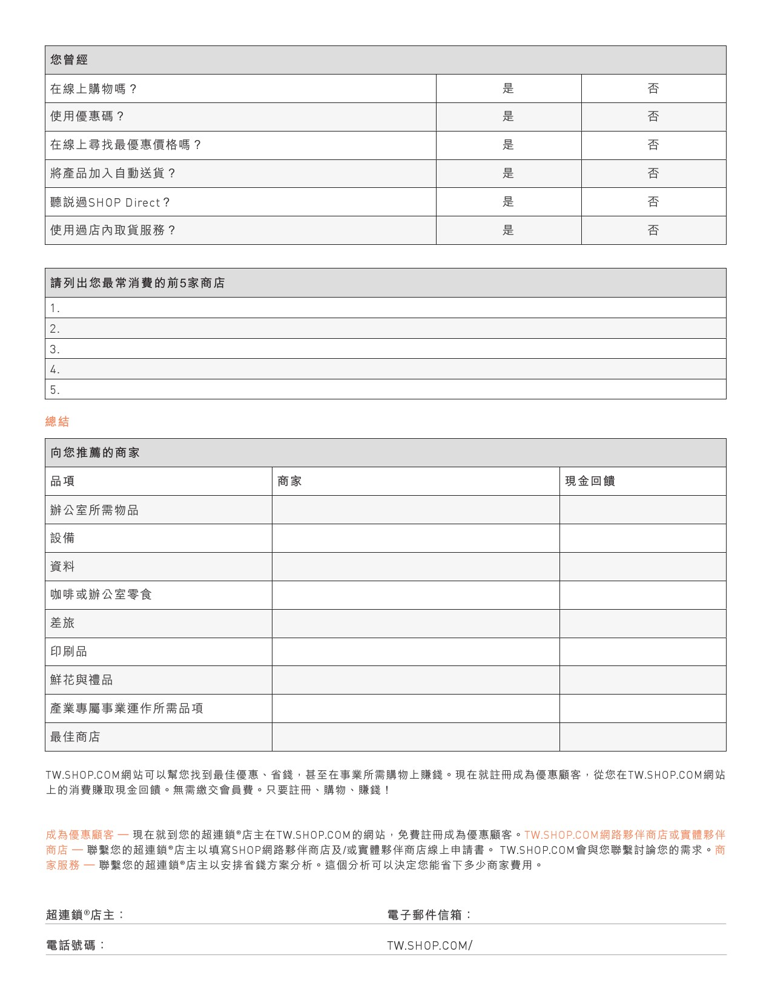 您曾經
在線上購物嗎？ 是 否
使用優惠碼？ 是 否
在線上尋找最優惠價格嗎？ 是 否
將產品加入自動送貨？ 是 否
聽說過SHOP Direct？ 是 否
使用過店內取貨服務？ 是 否
請列出您最常消費的前5家商店
1.
2.
3.
4.
5.
總結
向您推薦的商家
品項 商家 現金回饋
辦公室所需物品
設備
資料
咖啡或辦公室零食
差旅
印刷品
鮮花與禮品
產業專屬事業運作所需品項
最佳商店
TW.SHOP.COM網站可以幫您找到最佳優惠、省錢，甚至在事業所需購物上賺錢。現在就註冊成為優惠顧客，從您在TW.SHOP.COM網站
上的消費賺取現金回饋。無需繳交會員費。只要註冊、購物、賺錢！
成為優惠顧客 — 現在就到您的超連鎖®店主在TW.SHOP.COM的網站，免費註冊成為優惠顧客。TW.SHOP.COM網路夥伴商店或實體夥伴
商店 — 聯繫您的超連鎖®店主以填寫SHOP網路夥伴商店及/或實體夥伴商店線上申請書。 TW.SHOP.COM會與您聯繫討論您的需求。商
家服務 — 聯繫您的超連鎖®店主以安排省錢方案分析。這個分析可以決定您能省下多少商家費用。
超連鎖®店主： 電子郵件信箱：
電話號碼： TW.SHOP.COM/